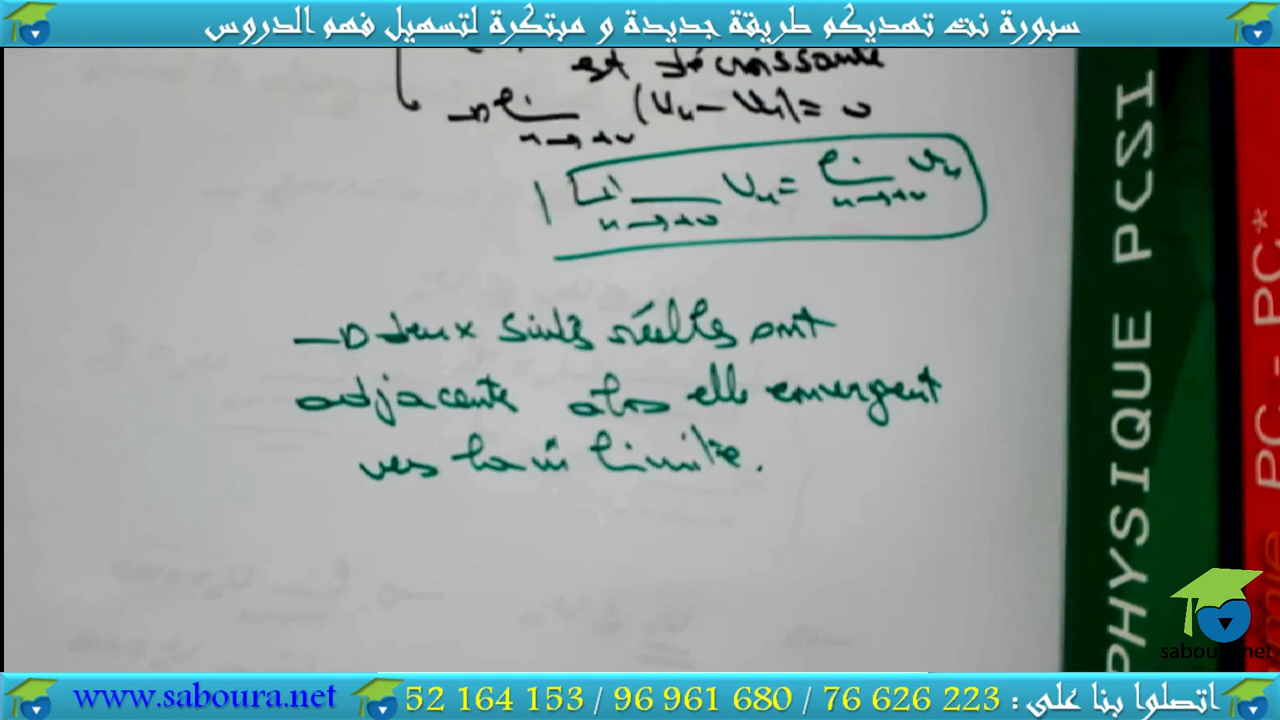 سبورة نت تهديكم طريقة جديدة و مبتكرة لتسهيل فهم الدروس
est décroissante
→ lim (Un - Vn) = 0
n → +∞
lim Un = lim Vn
n → +∞ n → +∞
→ deux suites réelles sont
adjacente alors elle convergent
vers la m̂ limite.
PHYSIQUE PCSI
PC - PC*
saboura.net
www.saboura.net
52 164 153 / 96 961 680 / 76 626 223 : اتصلوا بنا على